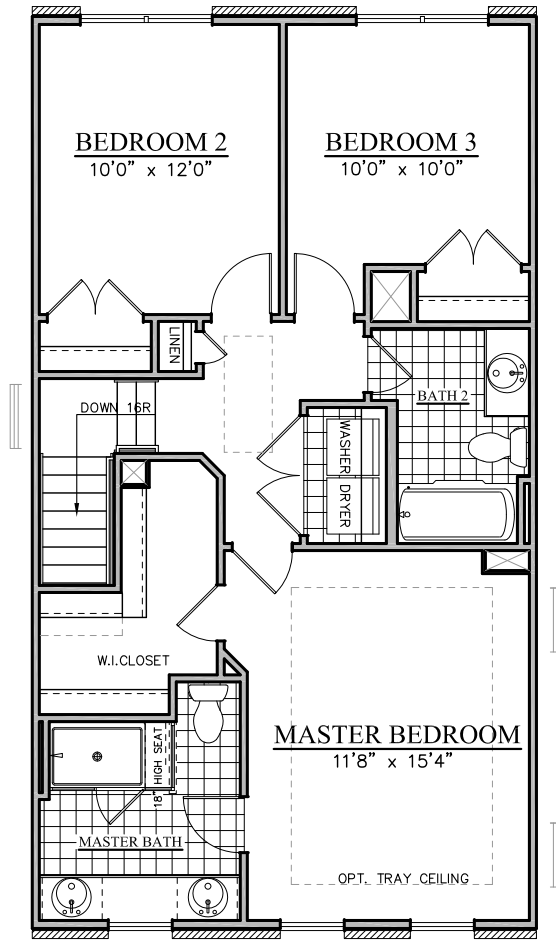 BEDROOM 2
10'0" x 12'0"
BEDROOM 3
10'0" x 10'0"
LINEN
DOWN 16R
BATH 2
WASHER
DRYER
W.I.CLOSET
MASTER BEDROOM
11'8" x 15'4"
18" HIGH SEAT
MASTER BATH
OPT. TRAY CEILING